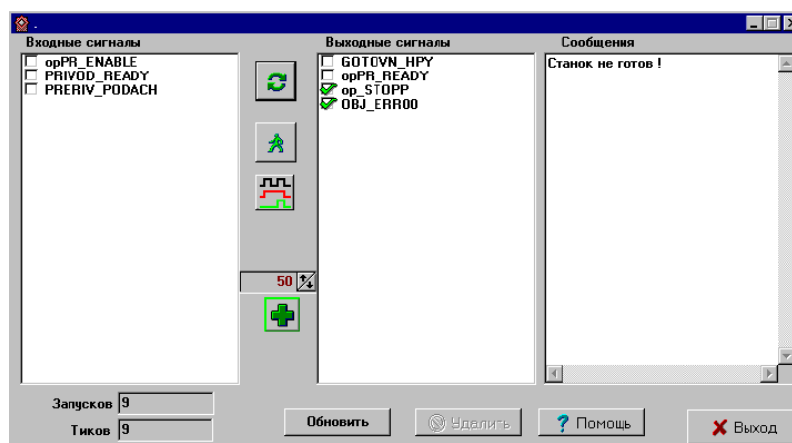 Входные сигналы
opPR_ENABLE
PRIVOD_READY
PRERIV_PODACH
50
Выходные сигналы
GOTOVN_HPY
opPR_READY
op_STOPP
OBJ_ERR00
Сообщения
Станок не готов !
Запусков 9
Тиков 9
Обновить
Удалить
? Помощь
Выход